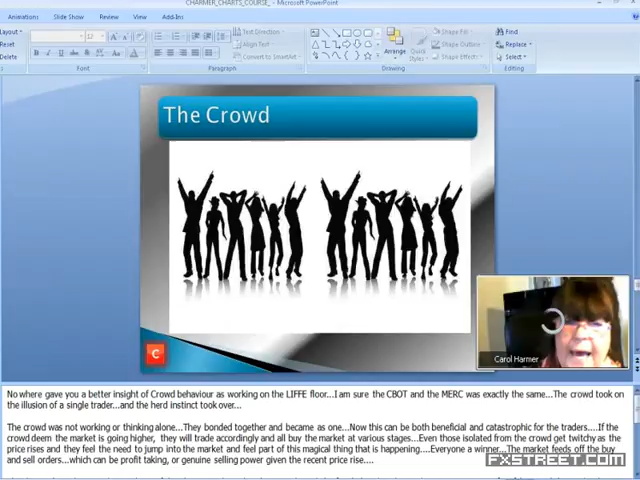 CHARMER_CHARTS_COURSE_ - Microsoft PowerPoint
Animations Slide Show Review View Add-Ins
Layout
Reset
Delete
12
Text Direction
Align Text
Convert to SmartArt
Arrange
Quick Styles
Shape Fill
Shape Outline
Shape Effects
Find
Replace
Select
Font Paragraph Drawing Editing
The Crowd
C
Carol Harmer
No where gave you a better insight of Crowd behaviour as working on the LIFFE floor...I am sure the CBOT and the MERC was exactly the same...The crowd took on
the illusion of a single trader...and the herd instinct took over...
The crowd was not working or thinking alone...They bonded together and became as one...Now this can be both beneficial and catastrophic for the traders....If the
crowd deem the market is going higher, they will trade accordingly and all buy the market at various stages...Even those isolated from the crowd get twitchy as the
price rises and they feel the need to jump into the market and feel part of this magical thing that is happening....Everyone a winner...The market feeds off the buy
and sell orders...which can be profit taking, or genuine selling power given the recent price rise....
FXSTREET.COM